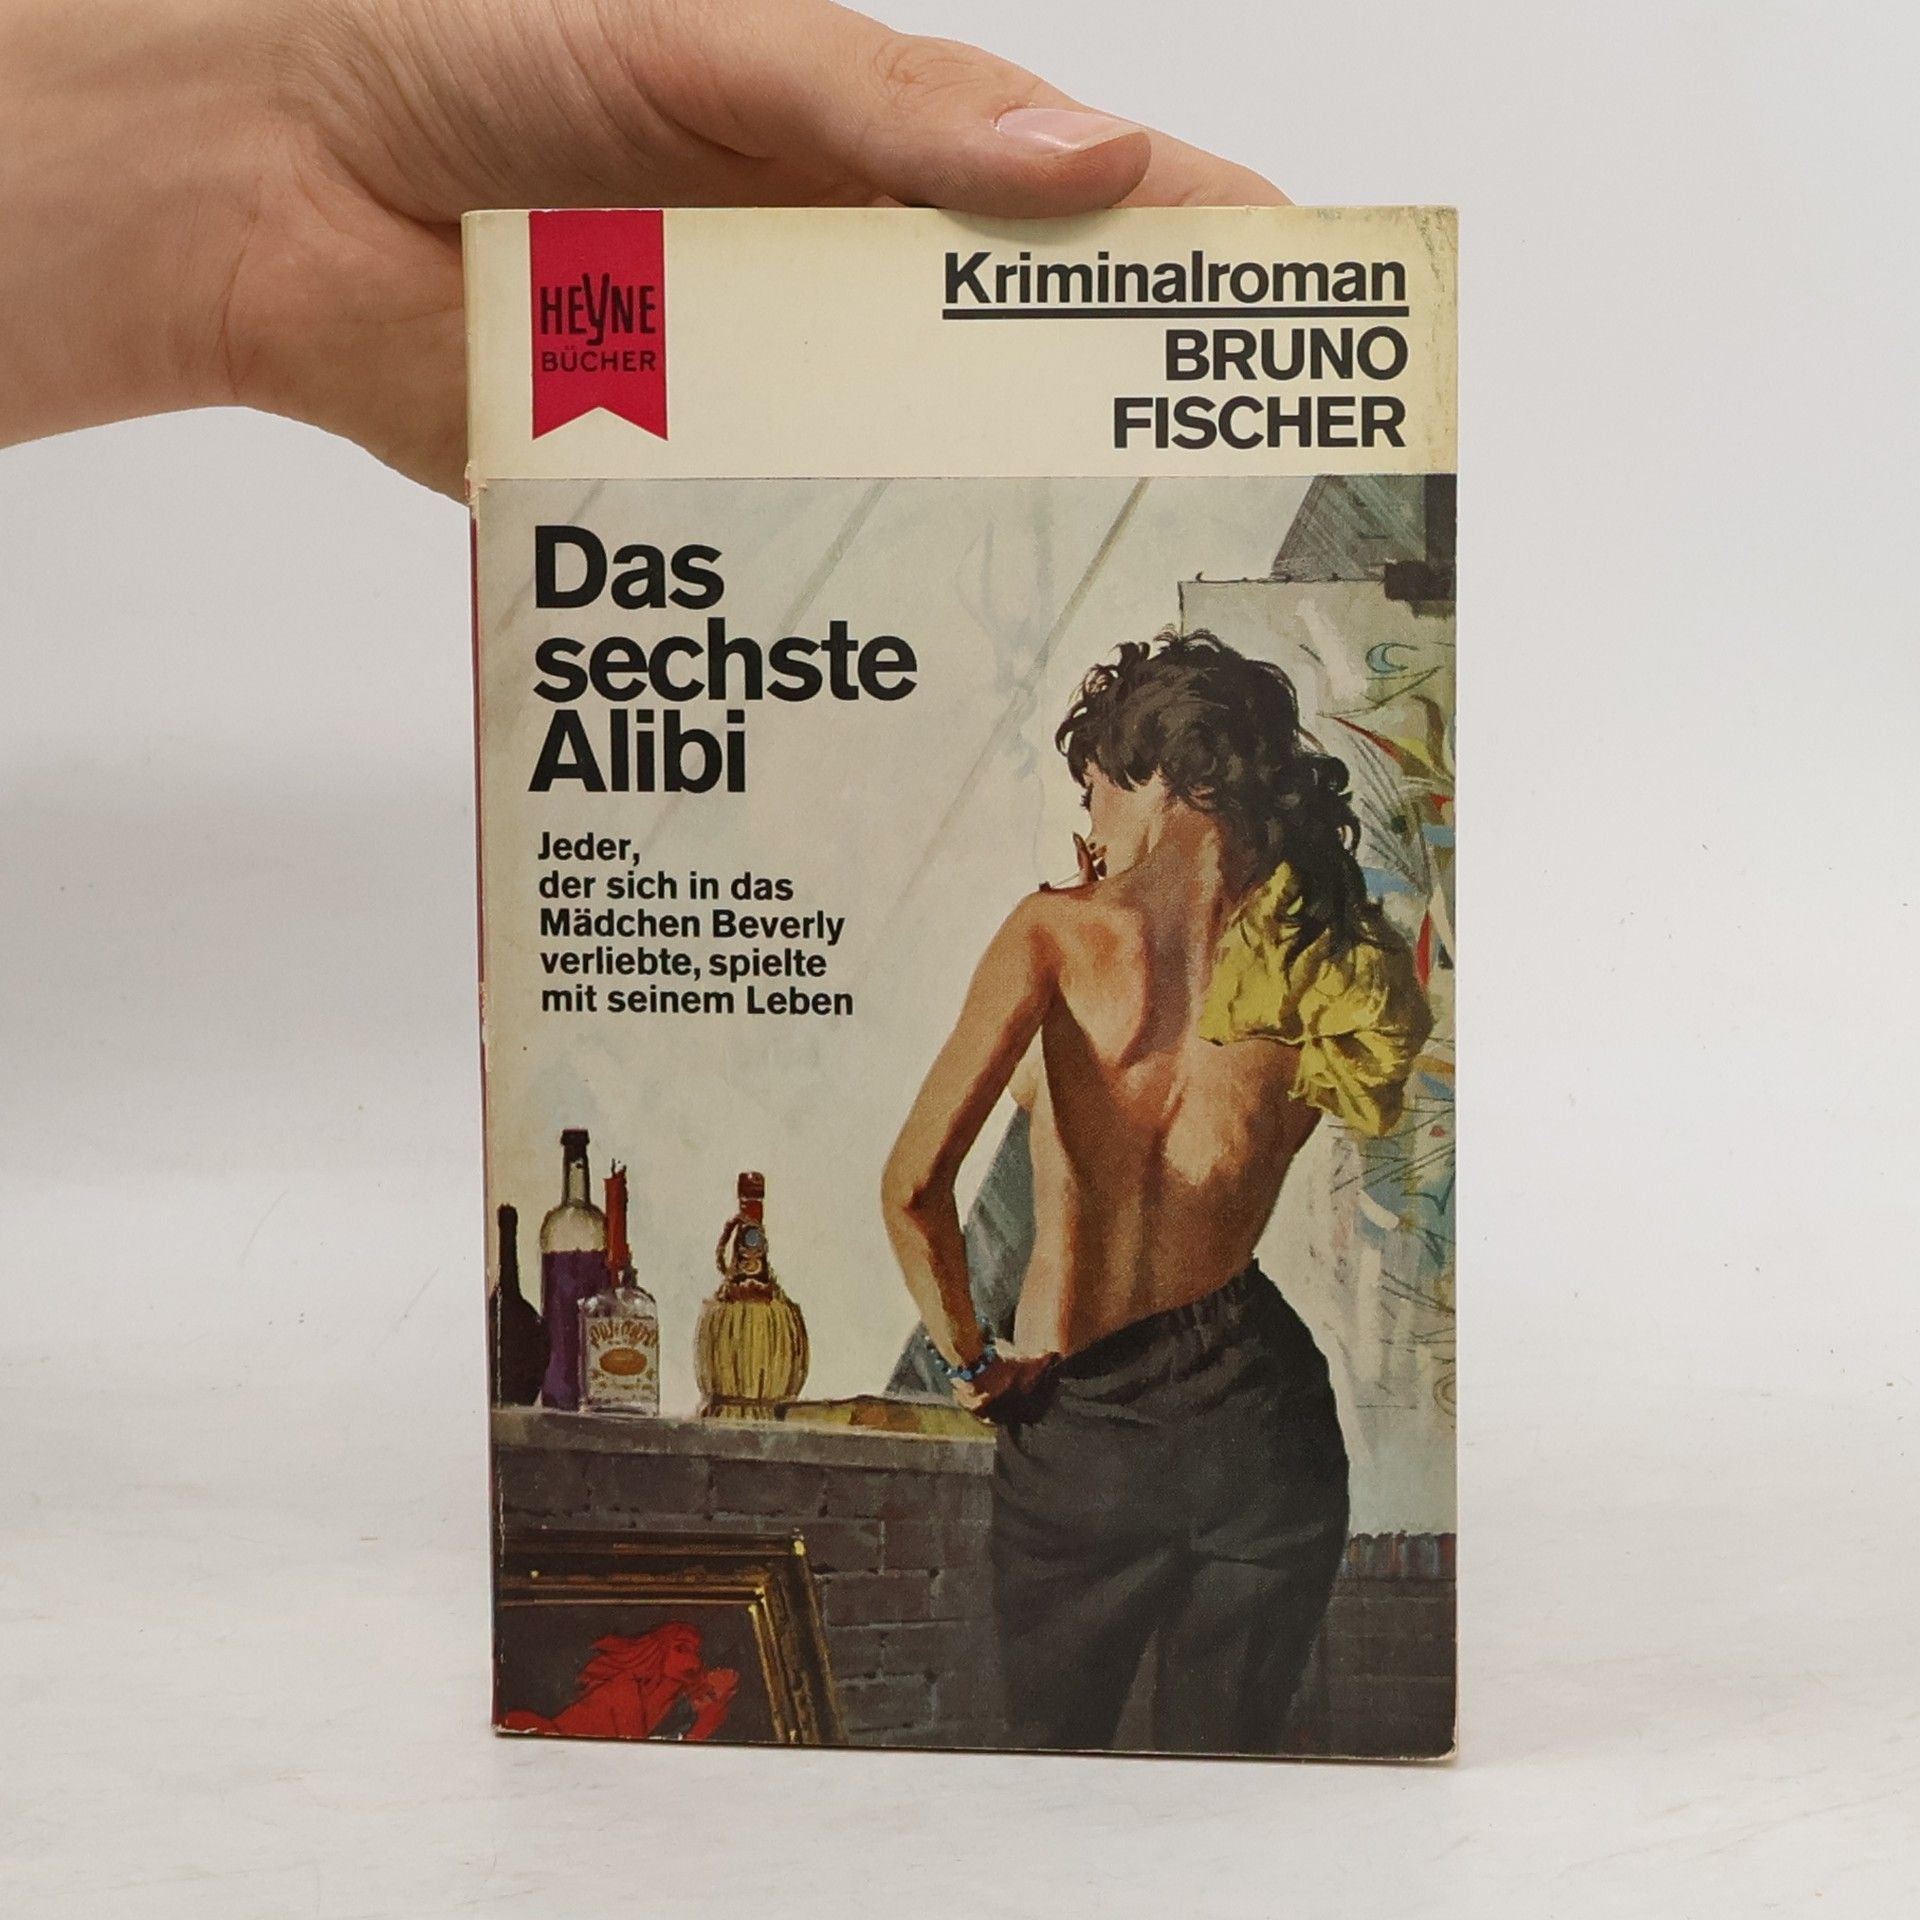 HEYNE
BÜCHER
Kriminalroman
BRUNO
FISCHER
Das
sechste
Alibi
Jeder,
der sich in das
Mädchen Beverly
verliebte, spielte
mit seinem Leben